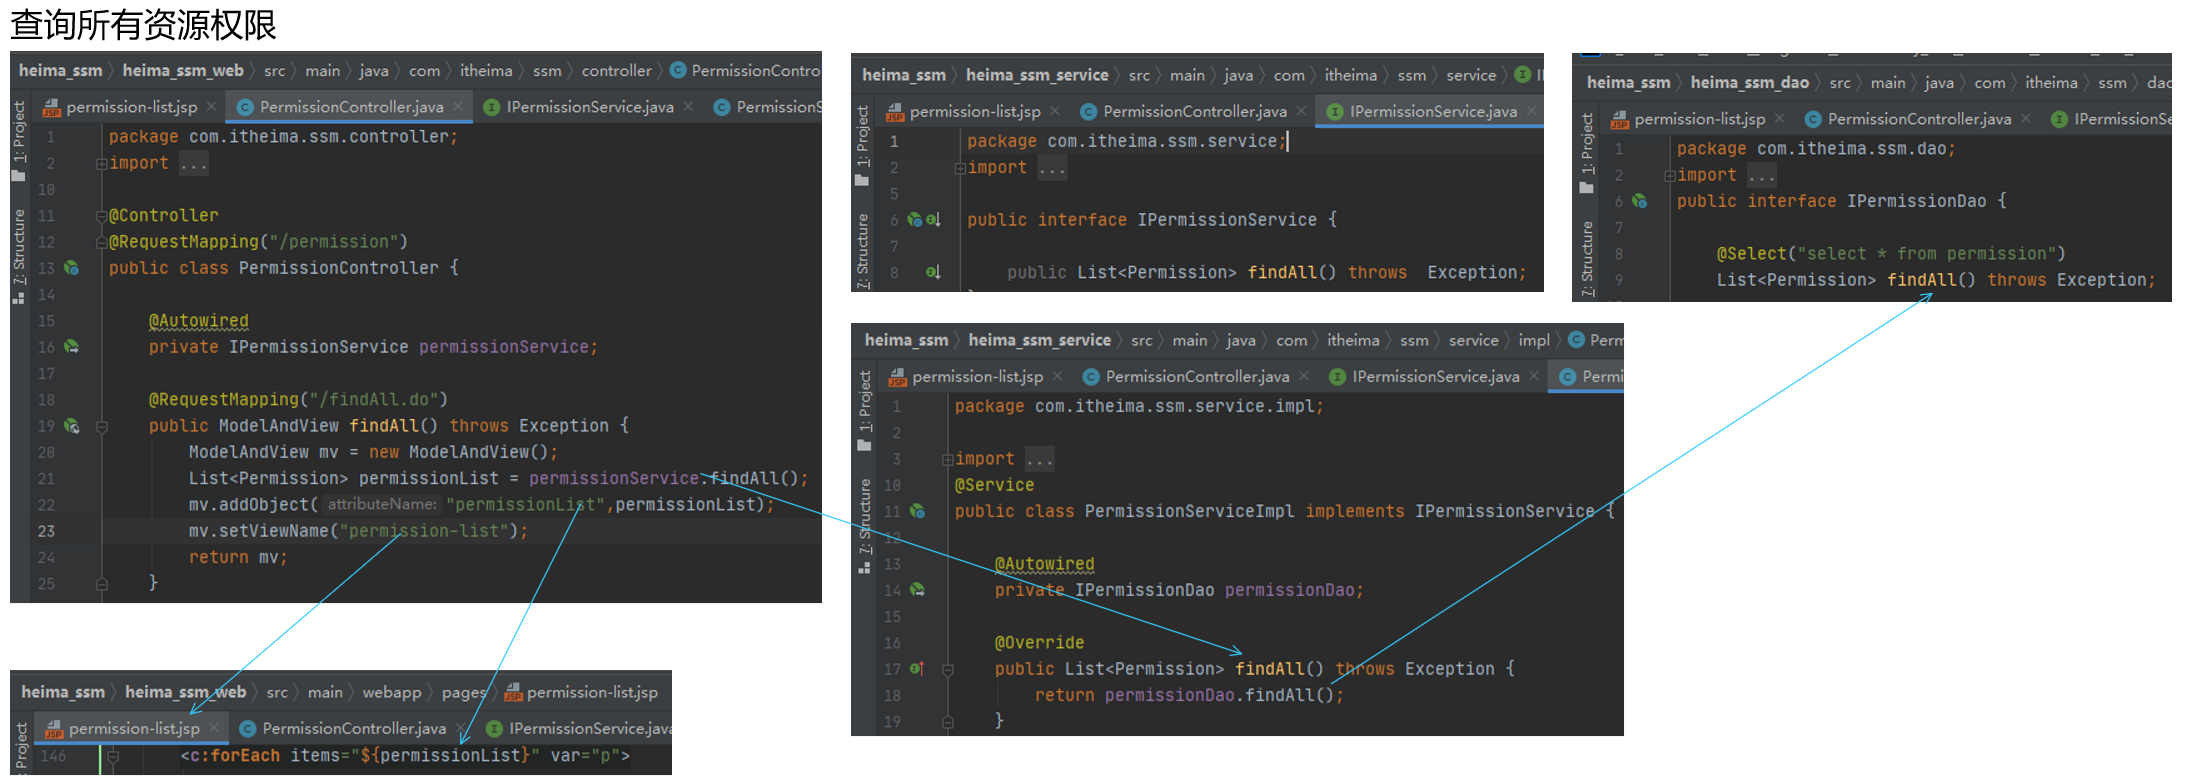 查询所有资源权限
heima_ssm 〉 heima_ssm_web 〉 src 〉 main 〉 java 〉 com 〉 itheima 〉 ssm 〉 controller 〉 PermissionContro
permission-list.jsp × PermissionController.java × IPermissionService.java × PermissionS
1: Project
7: Structure
1 package com.itheima.ssm.controller;
2 import ...
10
11 @Controller
12 @RequestMapping("/permission")
13 public class PermissionController {
14
15 @Autowired
16 private IPermissionService permissionService;
17
18 @RequestMapping("/findAll.do")
19 public ModelAndView findAll() throws Exception {
20 ModelAndView mv = new ModelAndView();
21 List<Permission> permissionList = permissionService.findAll();
22 mv.addObject( attributeName: "permissionList",permissionList);
23 mv.setViewName("permission-list");
24 return mv;
25 }
heima_ssm 〉 heima_ssm_web 〉 src 〉 main 〉 webapp 〉 pages 〉 permission-list.jsp
permission-list.jsp × PermissionController.java × IPermissionService.java
Project
146 <c:forEach items="${permissionList}" var="p">
heima_ssm 〉 heima_ssm_service 〉 src 〉 main 〉 java 〉 com 〉 itheima 〉 ssm 〉 service 〉
permission-list.jsp × PermissionController.java × IPermissionService.java ×
1: Project
7: Structure
1 package com.itheima.ssm.service;
2 import ...
5
6 public interface IPermissionService {
7
8 public List<Permission> findAll() throws Exception;
heima_ssm 〉 heima_ssm_service 〉 src 〉 main 〉 java 〉 com 〉 itheima 〉 ssm 〉 service 〉 impl 〉 Perm
permission-list.jsp × PermissionController.java × IPermissionService.java × Permi
1: Project
7: Structure
1 package com.itheima.ssm.service.impl;
2
3 import ...
10 @Service
11 public class PermissionServiceImpl implements IPermissionService {
12
13 @Autowired
14 private IPermissionDao permissionDao;
15
16 @Override
17 public List<Permission> findAll() throws Exception {
18 return permissionDao.findAll();
19 }
heima_ssm 〉 heima_ssm_dao 〉 src 〉 main 〉 java 〉 com 〉 itheima 〉 ssm 〉 dao
permission-list.jsp × PermissionController.java × IPermissionSe
1: Project
7: Structure
1 package com.itheima.ssm.dao;
2 import ...
6 public interface IPermissionDao {
7
8 @Select("select * from permission")
9 List<Permission> findAll() throws Exception;